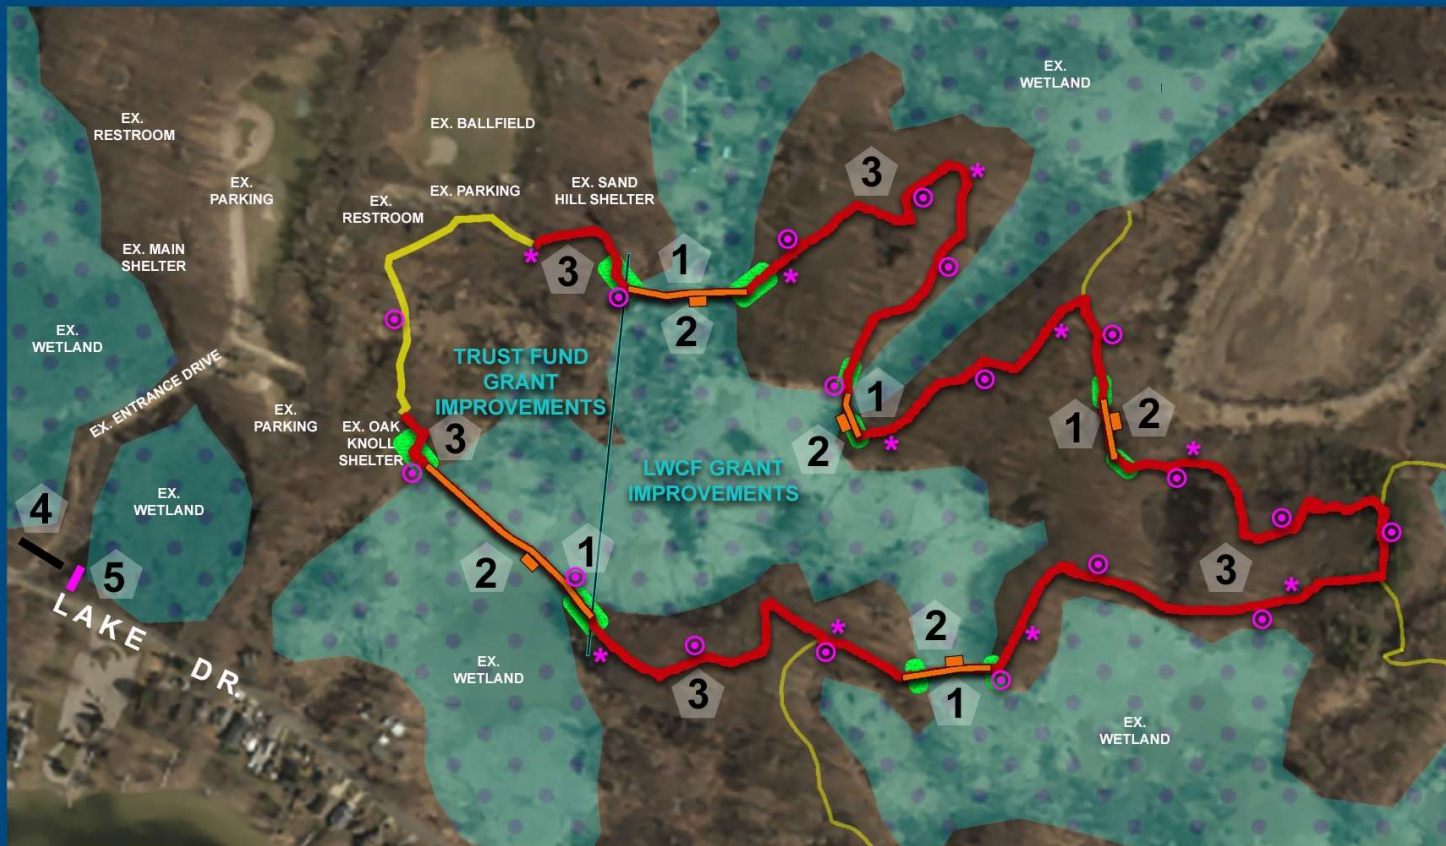 EX.
WETLAND
EX.
RESTROOM
EX. BALLFIELD
EX.
PARKING
EX. PARKING
EX. SAND
HILL SHELTER
EX.
RESTROOM
3
EX. MAIN
SHELTER
3
1
2
EX.
WETLAND
TRUST FUND
GRANT
IMPROVEMENTS
EX. ENTRANCE DRIVE
EX.
PARKING
EX. OAK
KNOLL
SHELTER
3
1
2
1
2
LWCF GRANT
IMPROVEMENTS
EX.
WETLAND
4
5
LAKE DR.
2
1
3
2
1
3
EX.
WETLAND
EX.
WETLAND